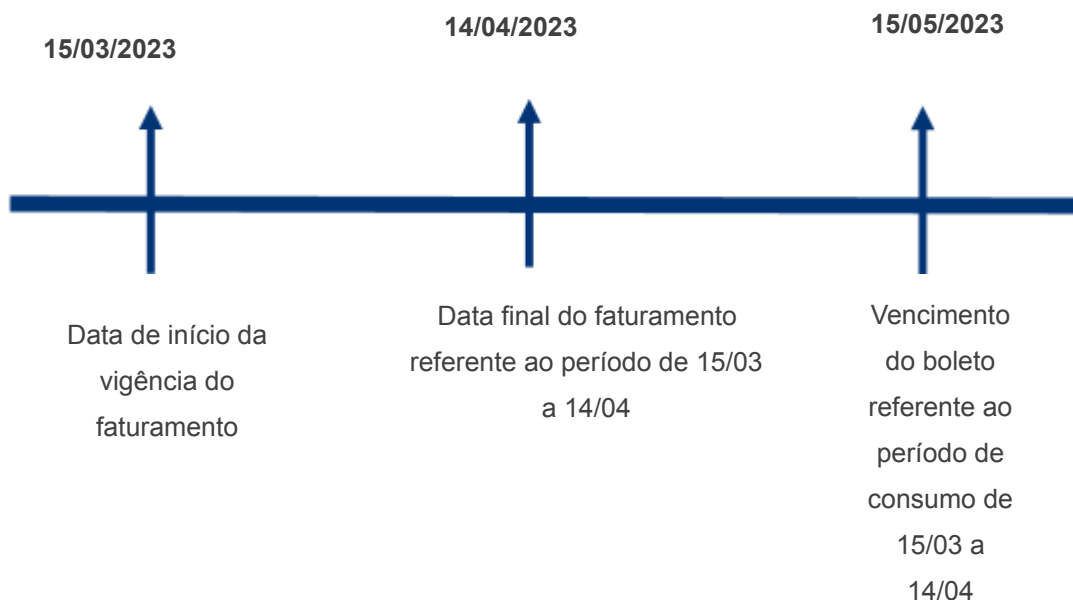 15/03/2023
14/04/2023
15/05/2023
Data de início da
vigência do
faturamento
Data final do faturamento
referente ao período de 15/03
a 14/04
Vencimento
do boleto
referente ao
período de
consumo de
15/03 a
14/04